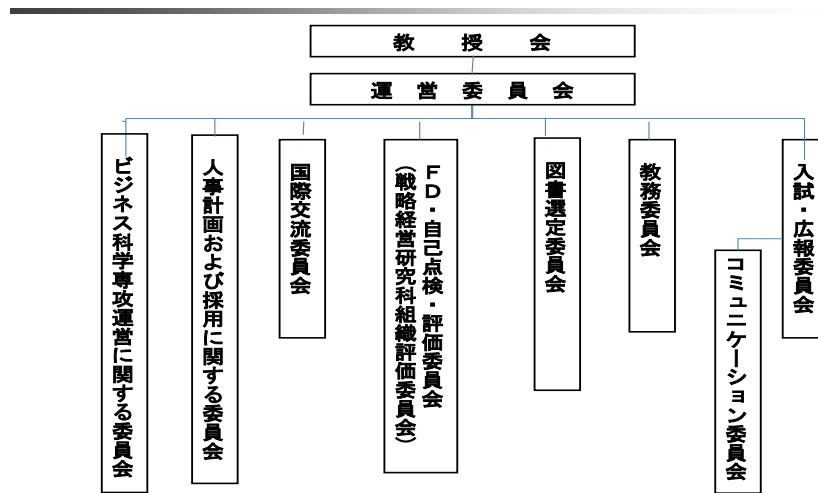 教　授　会
運　営　委　員　会
ビジネス科学専攻運営に関する委員会
人事計画および採用に関する委員会
国際交流委員会
ＦＤ・自己点検・評価委員会
（戦略経営研究科組織評価委員会）
図書選定委員会
教務委員会
コミュニケーション委員会
入試・広報委員会